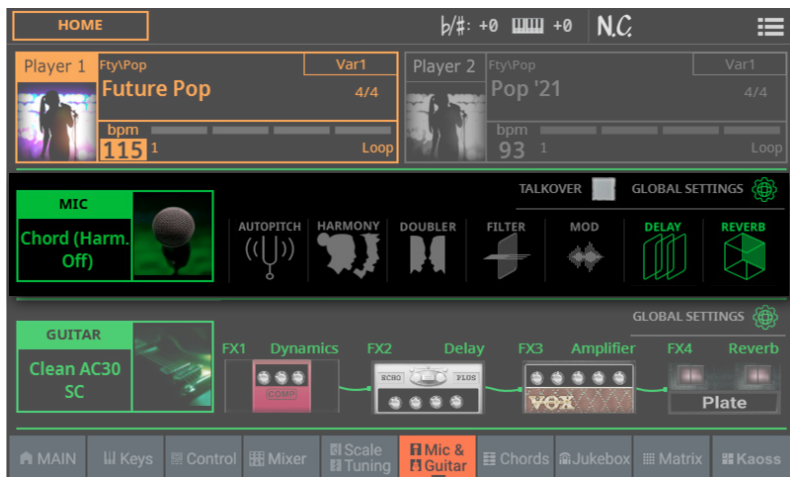 HOME
b/#: +0 +0 N.C.
Player 1 Fty\Pop Var1
Future Pop
4/4
bpm
115 1 Loop
Player 2 Fty\Pop Var1
Pop '21
4/4
bpm
93 1 Loop
TALKOVER GLOBAL SETTINGS
MIC
Chord (Harm.
Off)
AUTOPITCH HARMONY DOUBLER FILTER MOD DELAY REVERB
GLOBAL SETTINGS
GUITAR
Clean AC30
SC
FX1 Dynamics FX2 Delay FX3 Amplifier FX4 Reverb
COMP
ECHO PLUS
VOX
Plate
MAIN Keys Control Mixer Scale Tuning Mic & Guitar Chords Jukebox Matrix Kaoss